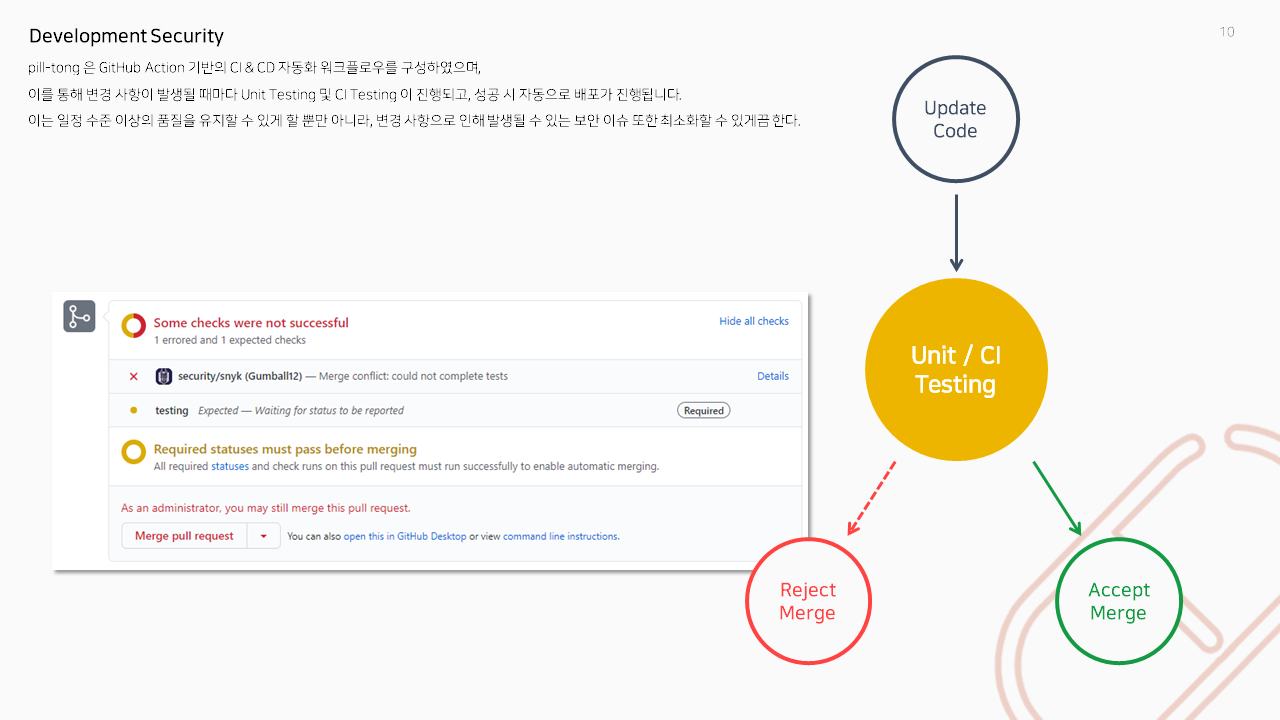 Development Security
10
pill-tong 은 GitHub Action 기반의 CI & CD 자동화 워크플로우를 구성하였으며,
이를 통해 변경 사항이 발생될 때마다 Unit Testing 및 CI Testing 이 진행되고, 성공 시 자동으로 배포가 진행됩니다.
이는 일정 수준 이상의 품질을 유지할 수 있게 할 뿐만 아니라, 변경 사항으로 인해 발생될 수 있는 보안 이슈 또한 최소화할 수 있게끔 한다.
Update
Code
Some checks were not successful
Hide all checks
1 errored and 1 expected checks
security/snyk (Gumball12) — Merge conflict: could not complete tests
Details
testing Expected — Waiting for status to be reported
Required
Required statuses must pass before merging
All required statuses and check runs on this pull request must run successfully to enable automatic merging.
As an administrator, you may still merge this pull request.
Merge pull request
You can also open this in GitHub Desktop or view command line instructions.
Unit / CI
Testing
Reject
Merge
Accept
Merge